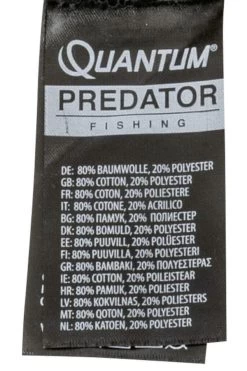 QUANTUM®
PREDATOR
FISHING
DE: 80% BAUMWOLLE, 20% POLYESTER
GB: 80% COTTON, 20% POLYESTER
FR: 80% COTON, 20% POLIESTERE
IT: 80% COTONE, 20% ACRILICO
BG: 80% ПАМУК, 20% ПОЛИЕСТЕР
DK: 80% BOMULD, 20% POLYESTER
EE: 80% PUUVILL, 20% POLÜESTER
FI: 80% PUUVILLA, 20% POLYESTERI
GR: 80% BAMBAKI, 20% ΠΟΛΥΕΣΤΕΡΑΣ
IE: 80% COTTON, 20% POILEISTEAR
HR: 80% PAMUK, 20% POLIESTER
LV: 80% KOKVILNAS, 20% POLIESTERS
MT: 80% QOTON, 20% POLYESTER
NL: 80% KATOEN, 20% POLYESTER